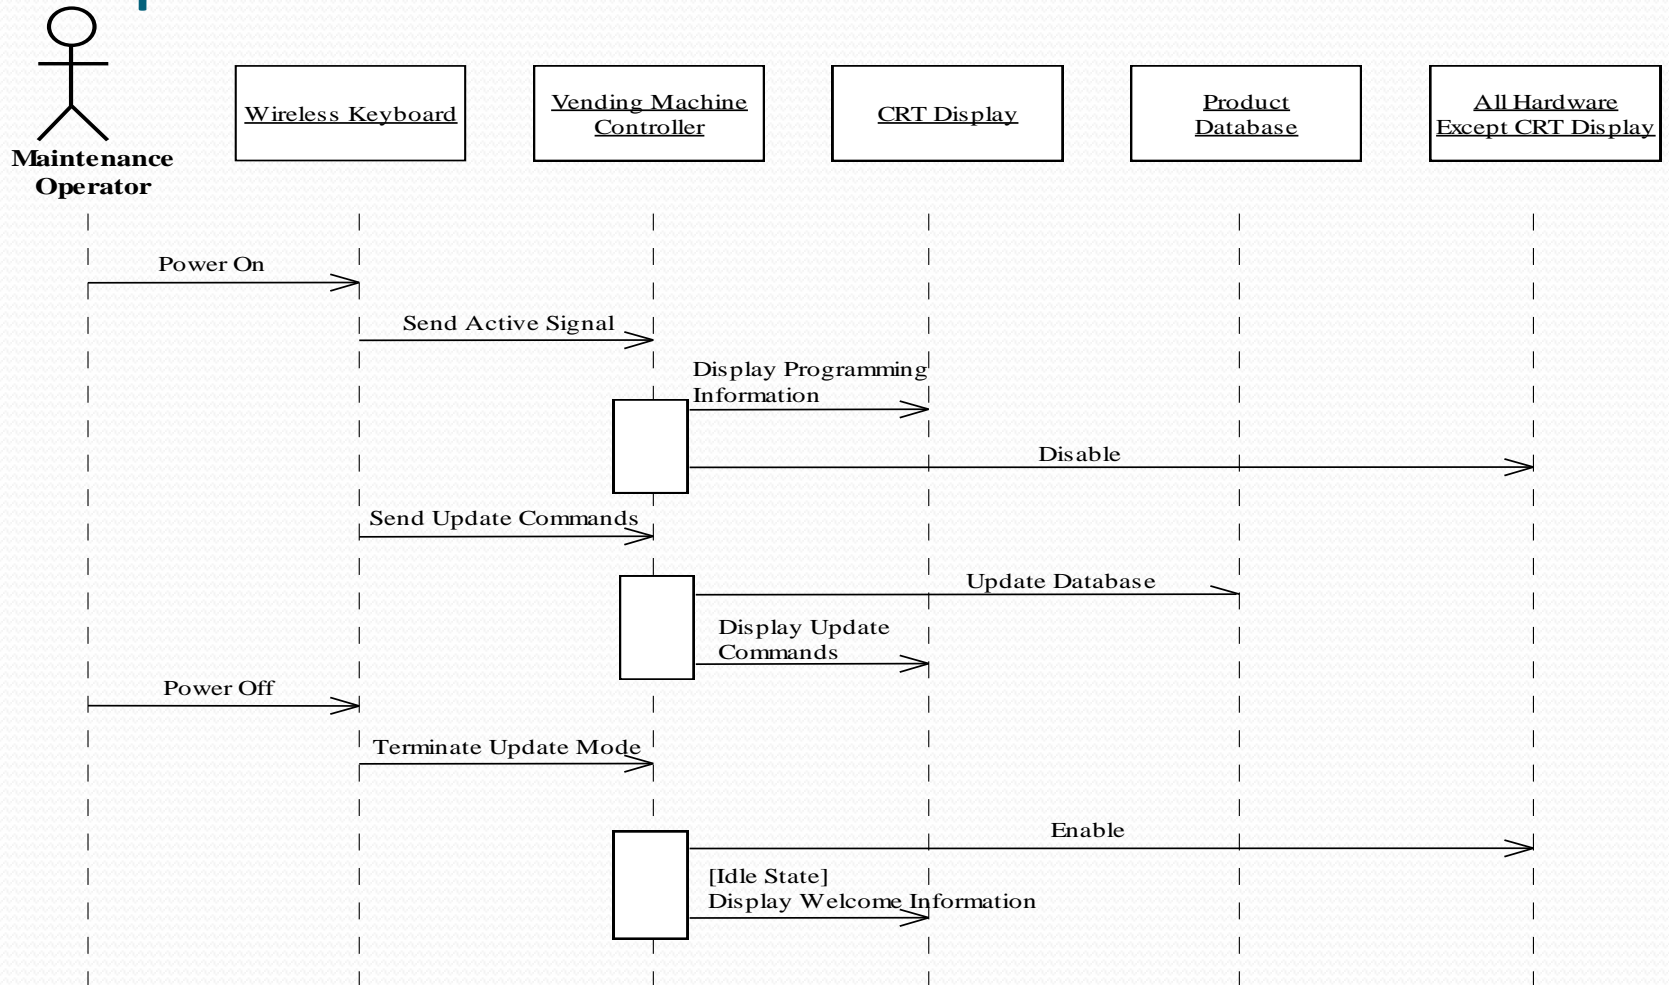 Maintenance
Operator
Wireless Keyboard
Vending Machine
Controller
CRT Display
Product
Database
All Hardware
Except CRT Display
Power On
Send Active Signal
Display Programming
Information
Disable
Send Update Commands
Update Database
Display Update
Commands
Power Off
Terminate Update Mode
Enable
[Idle State]
Display Welcome Information